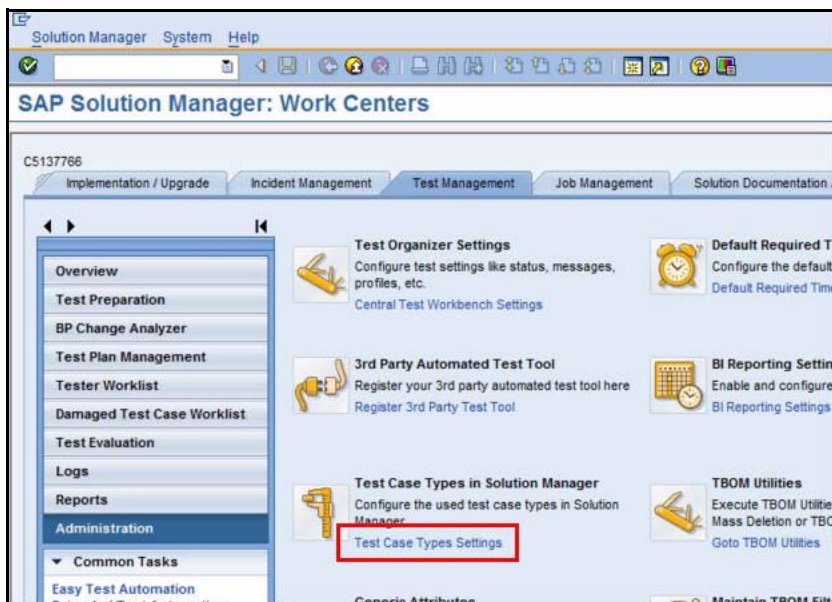 Solution Manager System Help
SAP Solution Manager: Work Centers
C5137766
Implementation / Upgrade Incident Management Test Management Job Management Solution Documentation
Overview
Test Preparation
BP Change Analyzer
Test Plan Management
Tester Worklist
Damaged Test Case Worklist
Test Evaluation
Logs
Reports
Administration
Common Tasks
Easy Test Automation
Test Organizer Settings
Configure test settings like status, messages,
profiles, etc.
Central Test Workbench Settings
Default Required T
Configure the default
Default Required Tim
3rd Party Automated Test Tool
Register your 3rd party automated test tool here
Register 3rd Party Test Tool
BI Reporting Settin
Enable and configure
BI Reporting Settings
Test Case Types in Solution Manager
Configure the used test case types in Solution
Manager
Test Case Types Settings
TBOM Utilities
Execute TBOM Utilitie
Mass Deletion or TBO
Goto TBOM Utilities
Generic Attributes
Maintain TBOM Filt